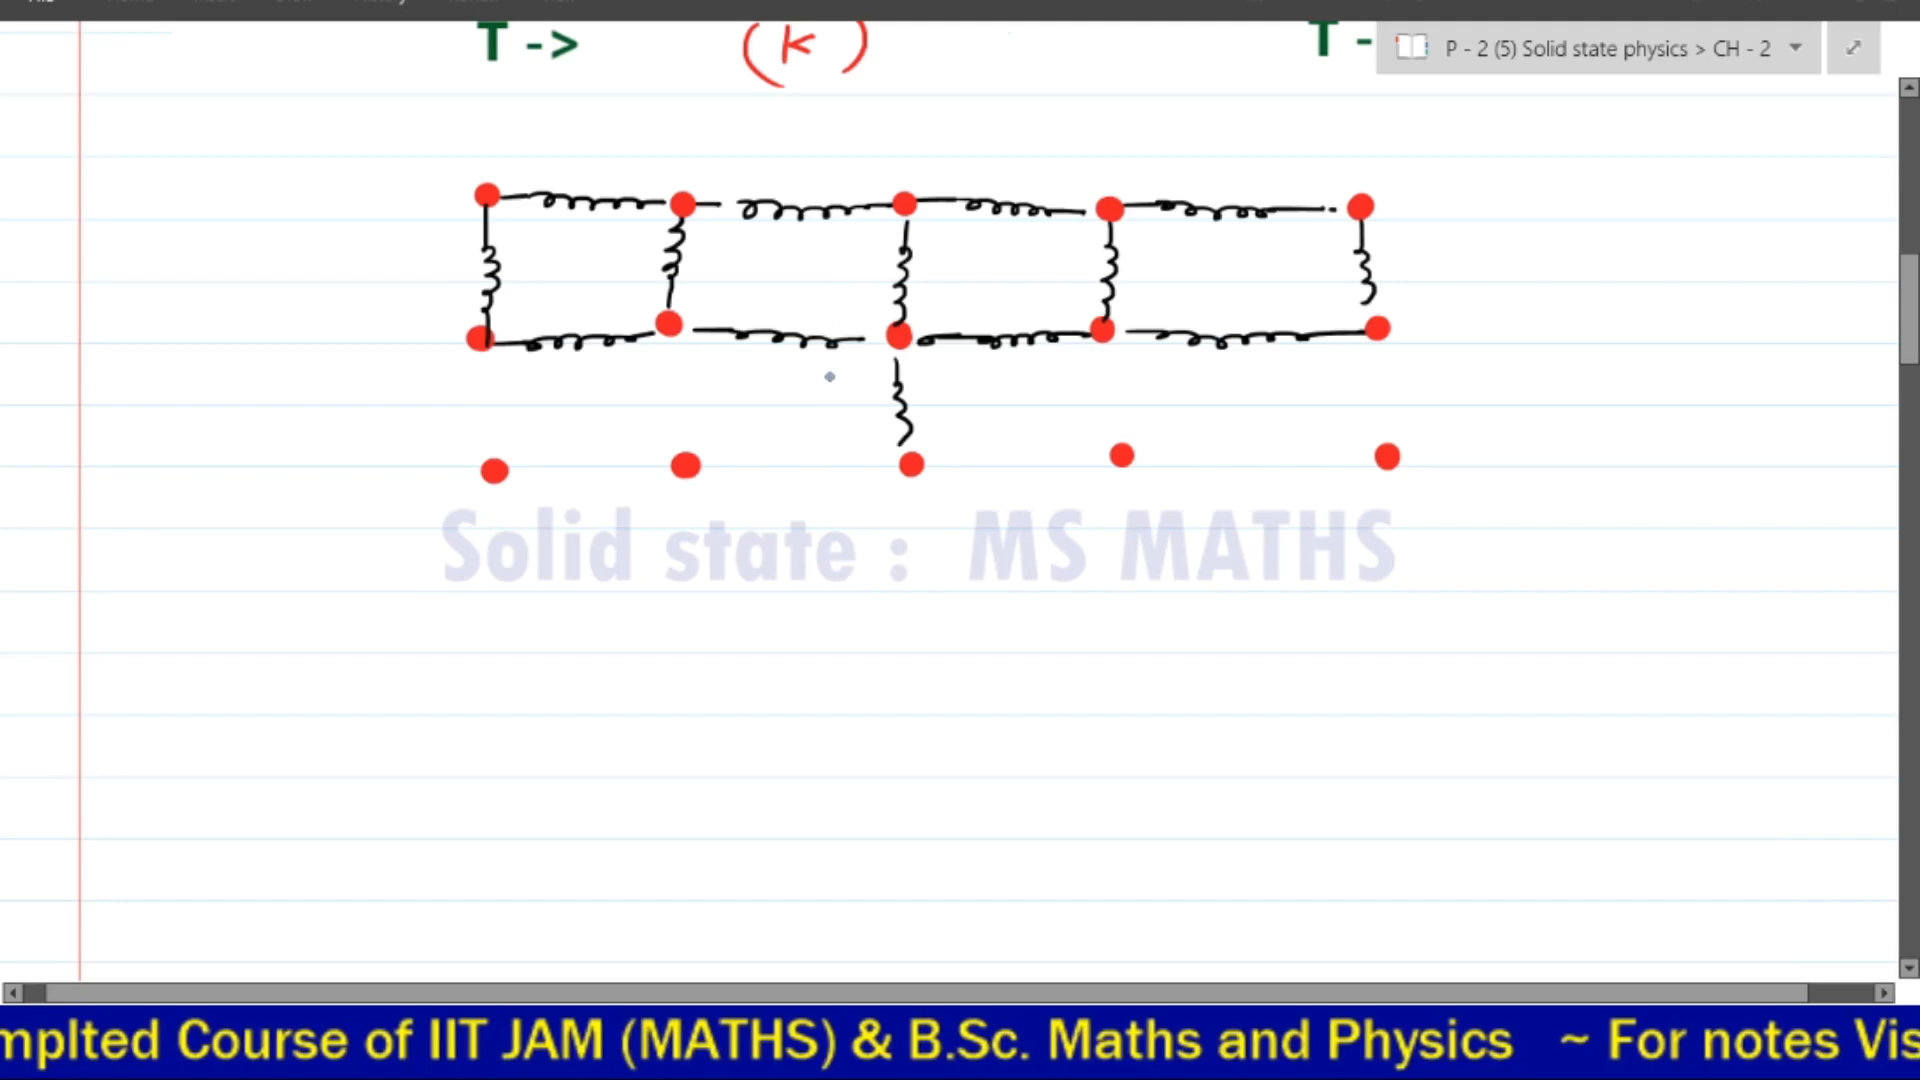 T ->
(K)
T -
P - 2 (5) Solid state physics > CH - 2
Solid state : MS MATHS
mplted Course of IIT JAM (MATHS) & B.Sc. Maths and Physics ~ For notes Vis